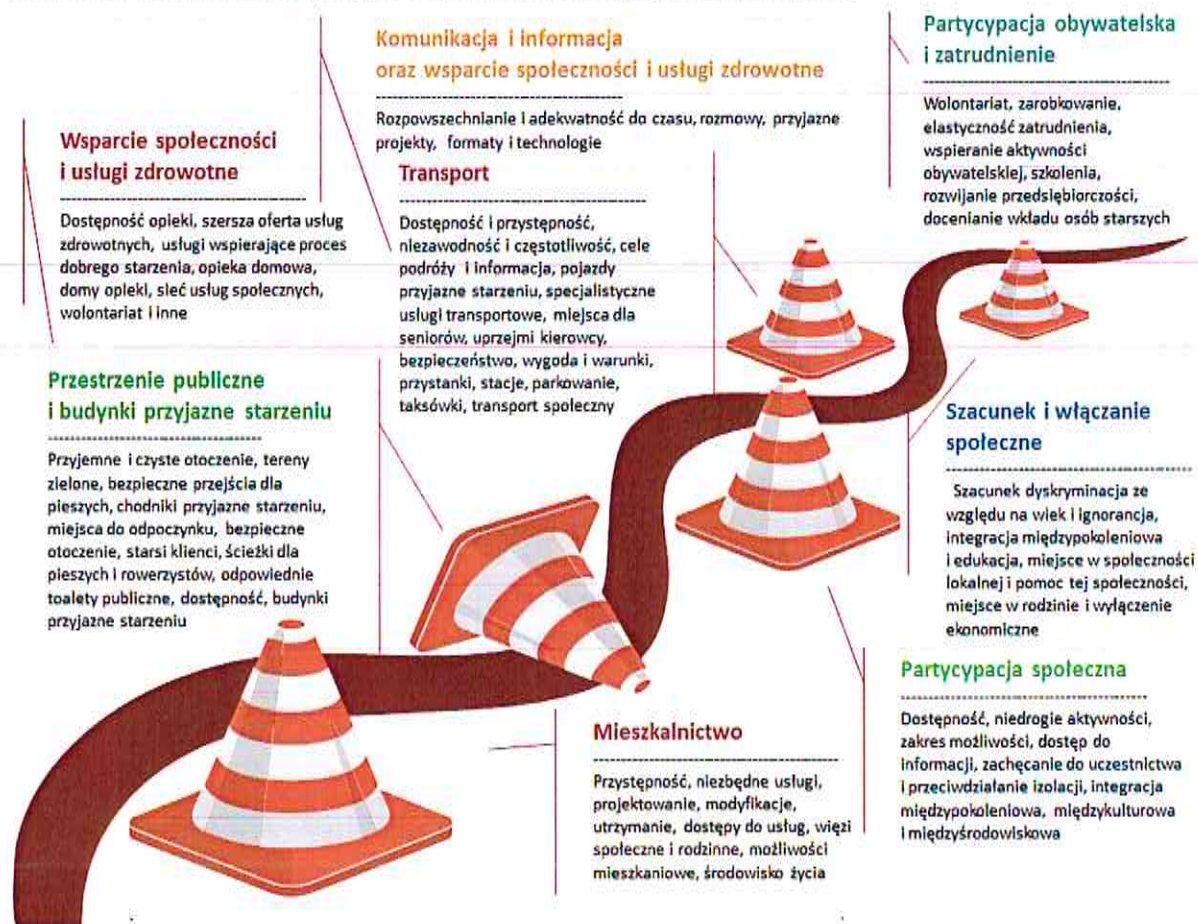 Komunikacja i informacja
oraz wsparcie społeczności i usługi zdrowotne
Rozpowszechnianie i adekwatność do czasu, rozmowy, przyjazne
projekty, formaty i technologie
Partycypacja obywatelska
i zatrudnienie
Wolontariat, zarobkowanie,
elastyczność zatrudnienia,
wspieranie aktywności
obywatelskiej, szkolenia,
rozwijanie przedsiębiorczości,
docenianie wkładu osób starszych
Wsparcie społeczności
i usługi zdrowotne
Dostępność opieki, szersza oferta usług
zdrowotnych, usługi wspierające proces
dobrego starzenia, opieka domowa,
domy opieki, sieć usług społecznych,
wolontariat i inne
Transport
Dostępność i przystępność,
niezawodność i częstotliwość, cele
podróży i informacja, pojazdy
przyjazne starzeniu, specjalistyczne
usługi transportowe, miejsca dla
seniorów, uprzejmi kierowcy,
bezpieczeństwo, wygoda i warunki,
przystanki, stacje, parkowanie,
taksówki, transport społeczny
Przestrzenie publiczne
i budynki przyjazne starzeniu
Przyjemne i czyste otoczenie, tereny
zielone, bezpieczne przejścia dla
pieszych, chodniki przyjazne starzeniu,
miejsca do odpoczynku, bezpieczne
otoczenie, starsi klienci, ścieżki dla
pieszych i rowerzystów, odpowiednie
toalety publiczne, dostępność, budynki
przyjazne starzeniu
Szacunek i włączanie
społeczne
Szacunek dyskryminacja ze
względu na wiek i ignorancja,
integracja międzypokoleniowa
i edukacja, miejsce w społeczności
lokalnej i pomoc tej społeczności,
miejsce w rodzinie i wyłączenie
ekonomiczne
Partycypacja społeczna
Dostępność, niedrogie aktywności,
zakres możliwości, dostęp do
informacji, zachęcanie do uczestnictwa
i przeciwdziałanie izolacji, integracja
międzypokoleniowa, międzykulturowa
i międzyśrodowiskowa
Mieszkalnictwo
Przystępność, niezbędne usługi,
projektowanie, modyfikacje,
utrzymanie, dostępy do usług, więzi
społeczne i rodzinne, możliwości
mieszkaniowe, środowisko życia